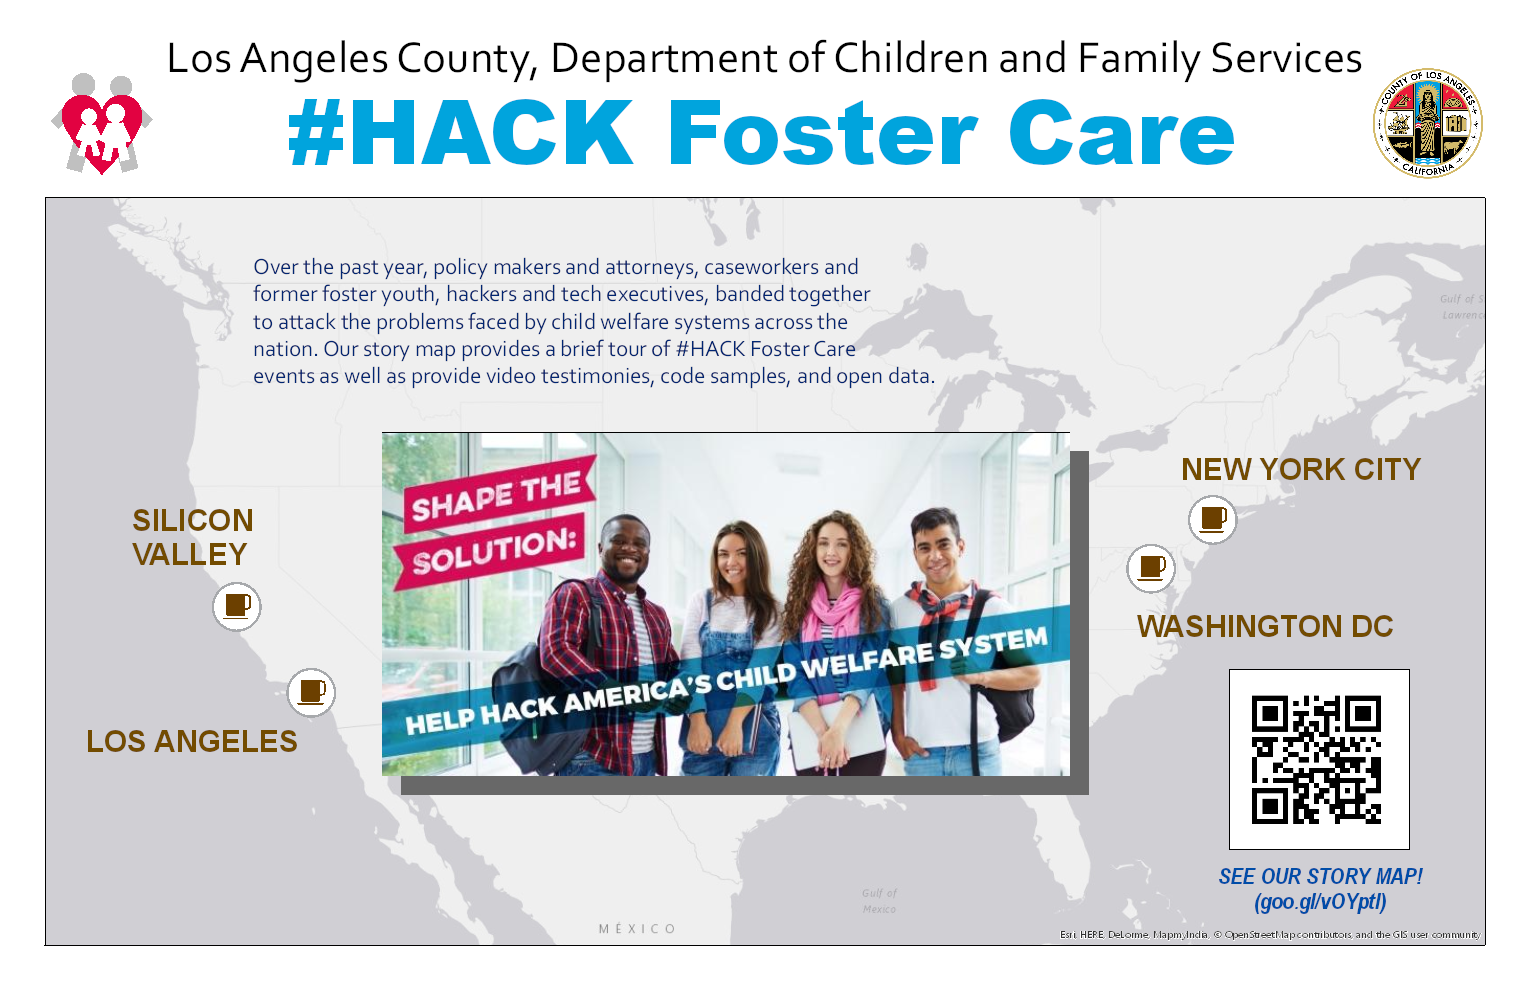 Los Angeles County, Department of Children and Family Services
#HACK Foster Care
COUNTY OF LOS ANGELES
CALIFORNIA
Over the past year, policy makers and attorneys, caseworkers and
former foster youth, hackers and tech executives, banded together
to attack the problems faced by child welfare systems across the
nation. Our story map provides a brief tour of #HACK Foster Care
events as well as provide video testimonies, code samples, and open data.
Gulf of S
Lawrenc
SHAPE THE
SOLUTION:
HELP HACK AMERICA'S CHILD WELFARE SYSTEM
SILICON
VALLEY
LOS ANGELES
NEW YORK CITY
WASHINGTON DC
SEE OUR STORY MAP!
(goo.gl/vOYptI)
Gulf of
Mexico
MÉXICO
Esri, HERE, DeLorme, MapmyIndia, © OpenStreetMap contributors, and the GIS user community